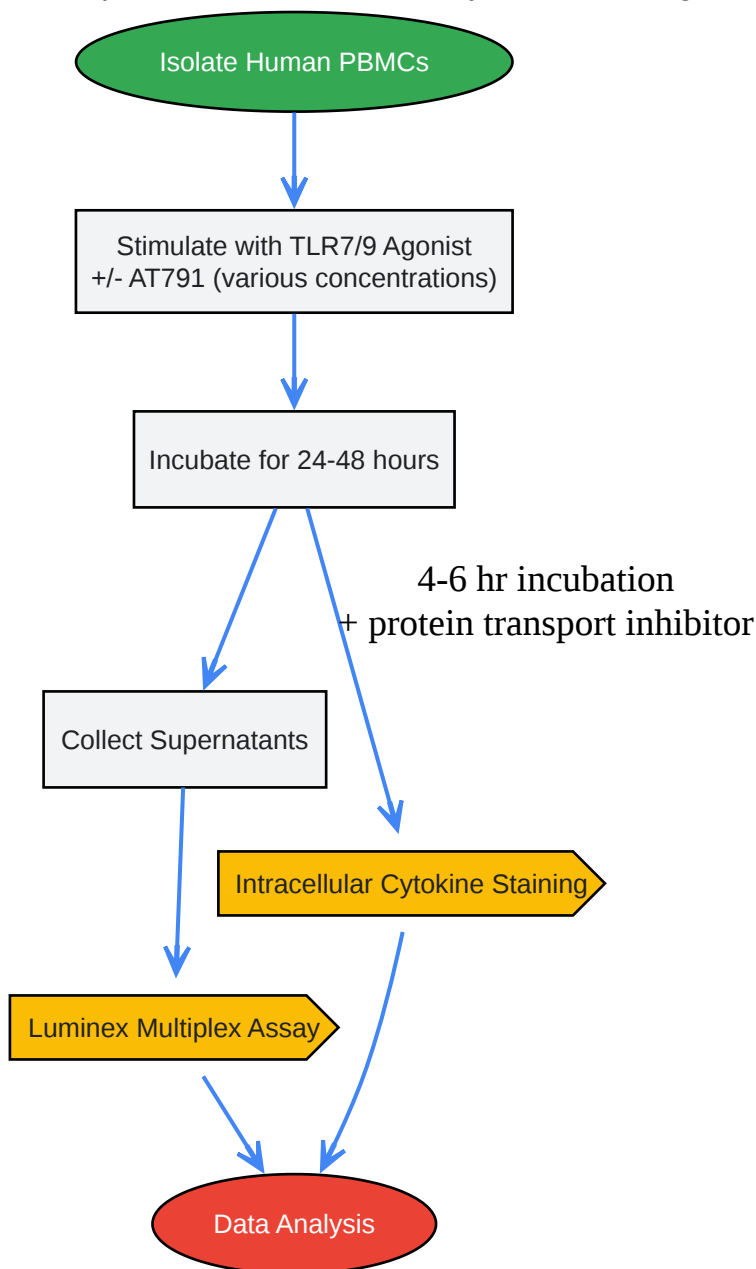 Isolate Human PBMCs
Stimulate with TLR7/9 Agonist
+/- AT791 (various concentrations)
Incubate for 24-48 hours
4-6 hr incubation
+ protein transport inhibitor
Collect Supernatants
Intracellular Cytokine Staining
Luminex Multiplex Assay
Data Analysis